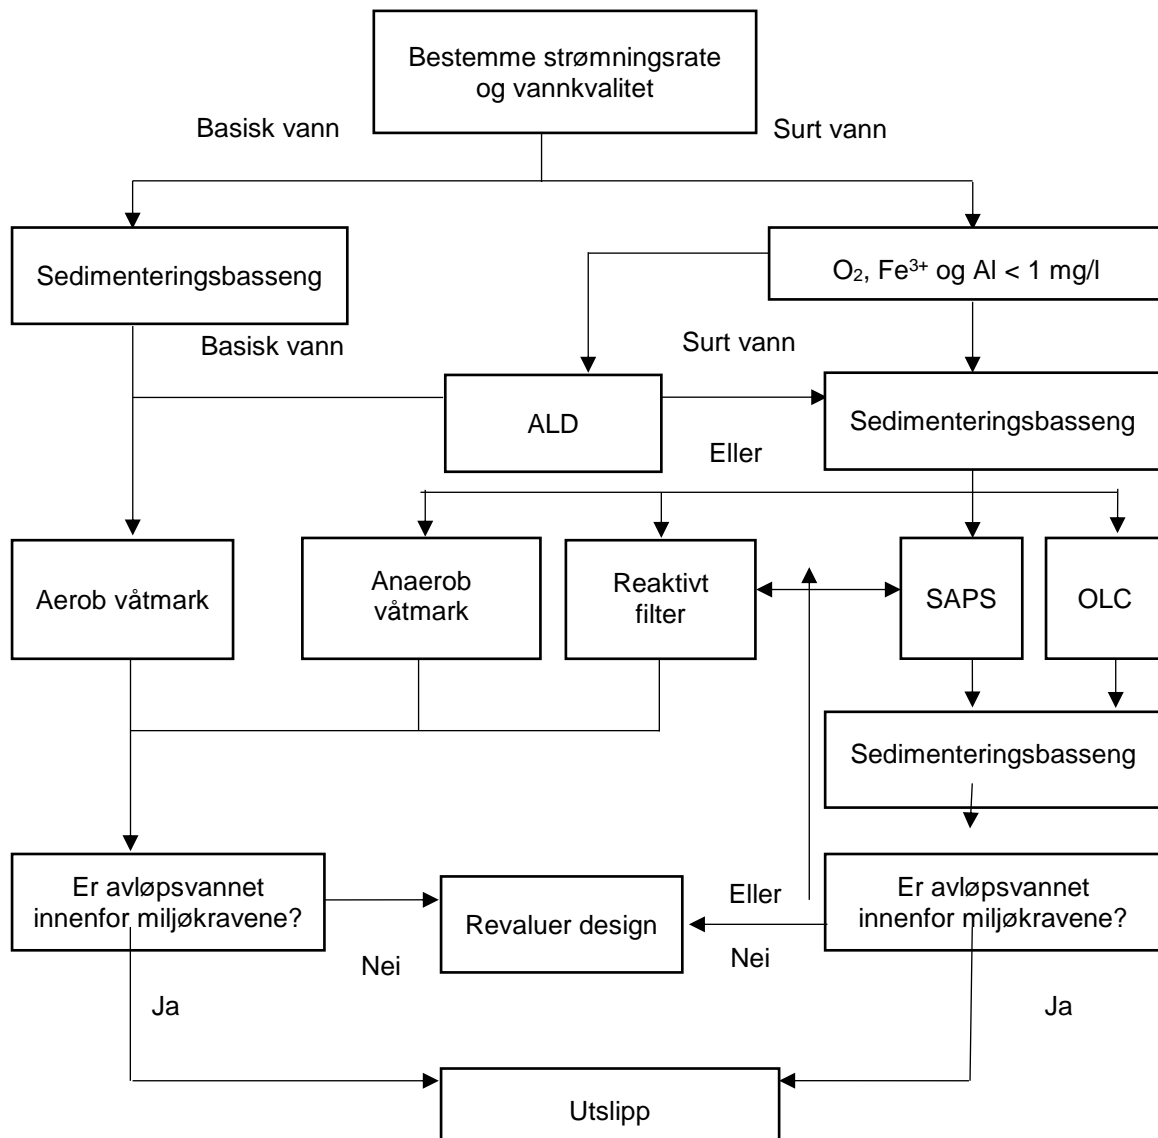 Bestemme strømningsrate
og vannkvalitet
Basisk vann
Surt vann
Sedimenteringsbasseng
O₂, Fe³⁺ og Al < 1 mg/l
Basisk vann
Surt vann
ALD
Sedimenteringsbasseng
Eller
Aerob våtmark
Anaerob
våtmark
Reaktivt
filter
SAPS
OLC
Sedimenteringsbasseng
Er avløpsvannet
innenfor miljøkravene?
Revaluer design
Eller
Er avløpsvannet
innenfor miljøkravene?
Nei
Nei
Ja
Ja
Utslipp